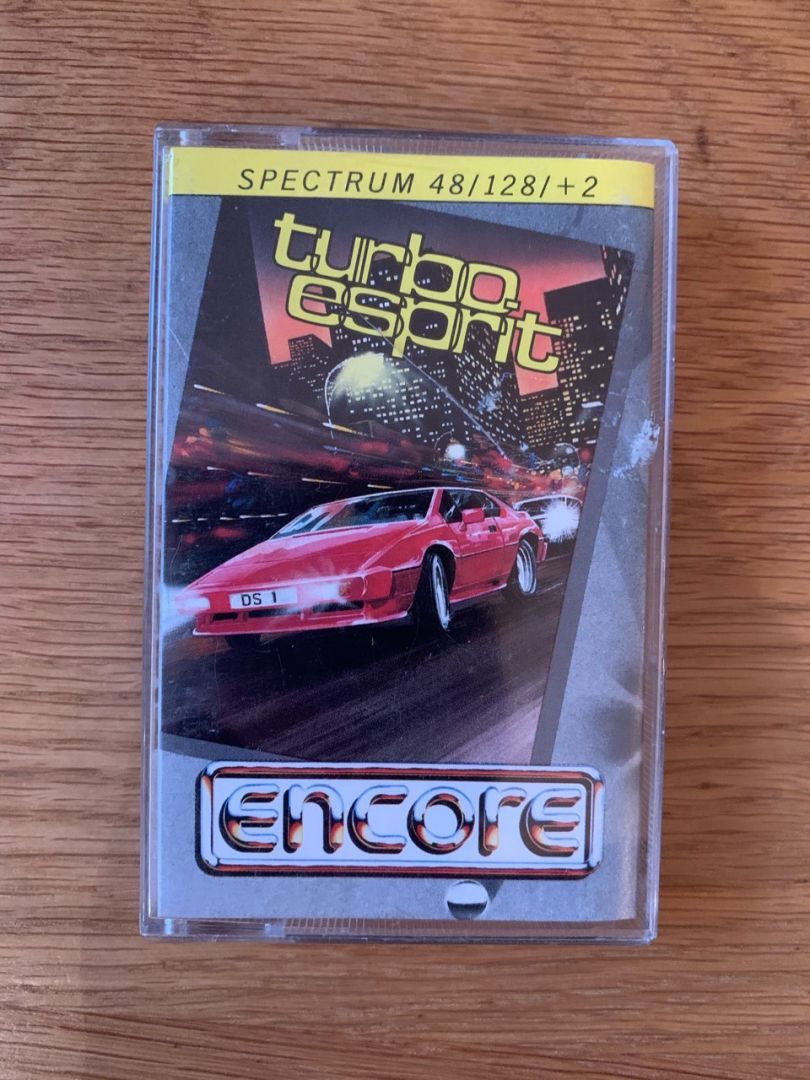 SPECTRUM 48/128/+2
turbo
esprit
DS 1
encore